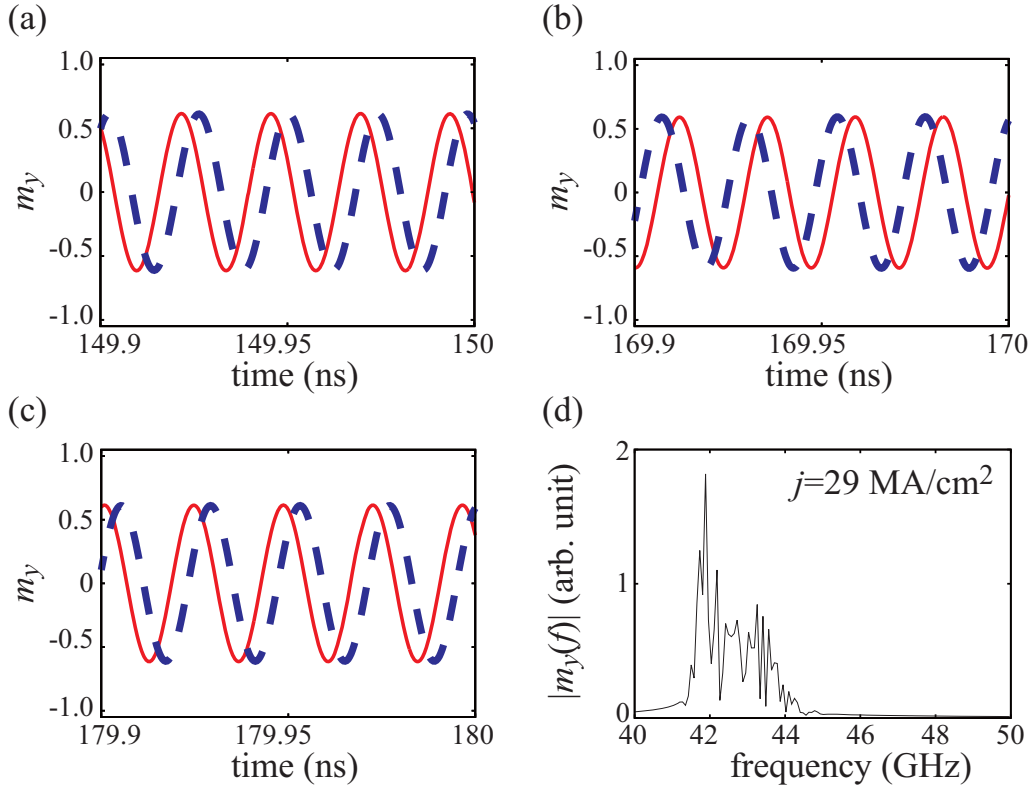 (a)
1.0
0.5
0
-0.5
-1.0
m_y
149.9 149.95 150
time (ns)
(b)
1.0
0.5
0
-0.5
-1.0
m_y
169.9 169.95 170
time (ns)
(c)
1.0
0.5
0
-0.5
-1.0
m_y
179.9 179.95 180
time (ns)
(d)
2
1
0
|m_y(f)| (arb. unit)
j=29 MA/cm²
40 42 44 46 48 50
frequency (GHz)